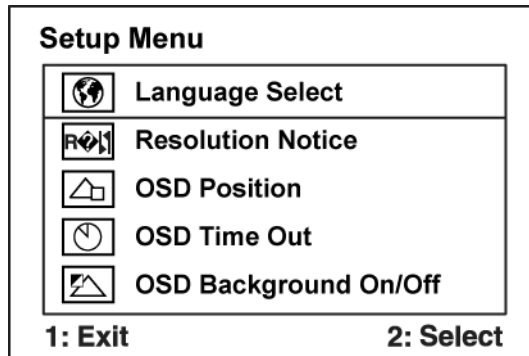 Setup Menu
Language Select
Resolution Notice
OSD Position
OSD Time Out
OSD Background On/Off
1: Exit 2: Select